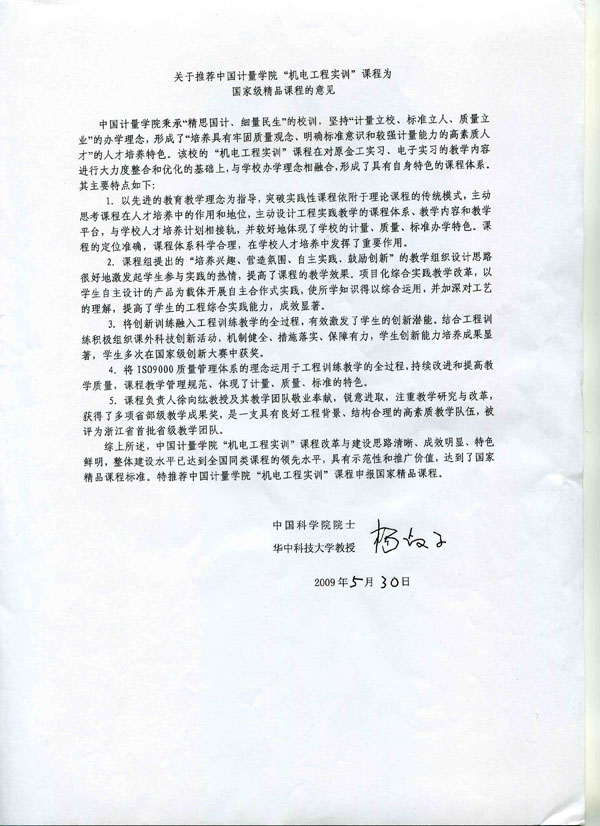 关于推荐中国计量学院“机电工程实训”课程为
国家级精品课程的意见
中国计量学院秉承“精思国计、细量民生”的校训，坚持“计量立校、标准立人、质量立
业”的办学理念，形成了“培养具有牢固质量观念、明确标准意识和较强计量能力的高素质人
才”的人才培养特色。该校的“机电工程实训”课程在对原金工实习、电子实习的教学内容
进行大力度整合和优化的基础上，与学校办学理念相融合，形成了具有自身特色的课程体系。
其主要特点如下：
1．以先进的教育教学理念为指导，突破实践性课程依附于理论课程的传统模式，主动
思考课程在人才培养中的作用和地位，主动设计工程实践教学的课程体系、教学内容和教学
平台，与学校人才培养计划相接轨，并较好地体现了学校的计量、质量、标准办学特色。课
程的定位准确，课程体系科学合理，在学校人才培养中发挥了重要作用。
2．课程组提出的“培养兴趣、营造氛围、自主实践、鼓励创新”的教学组织设计思路
很好地激发起学生参与实践的热情，提高了课程的教学效果。项目化综合实践教学改革，以
学生自主设计的产品为载体开展自主合作式实践，使所学知识得以综合运用，并加深对工艺
的理解，提高了学生的工程综合实践能力，成效显著。
3．将创新训练融入工程训练教学的全过程，有效激发了学生的创新潜能。结合工程训
练积极组织课外科技创新活动，机制健全、措施落实、保障有力，学生创新能力培养成果显
著，学生多次在国家级创新大赛中获奖。
4．将 ISO9000 质量管理体系的理念运用于工程训练教学的全过程，持续改进和提高教
学质量，课程教学管理规范、体现了计量、质量、标准的特色。
5．课程负责人徐向纮教授及其教学团队敬业奉献，锐意进取，注重教学研究与改革，
获得了多项省部级教学成果奖，是一支具有良好工程背景、结构合理的高素质教学队伍，被
评为浙江省首批省级教学团队。
综上所述，中国计量学院“机电工程实训”课程改革与建设思路清晰、成效明显、特色
鲜明，整体建设水平已达到全国同类课程的领先水平，具有示范性和推广价值，达到了国家
精品课程标准。特推荐中国计量学院“机电工程实训”课程申报国家精品课程。
中国科学院院士
华中科技大学教授 杨叔子
2009 年 5 月 30 日